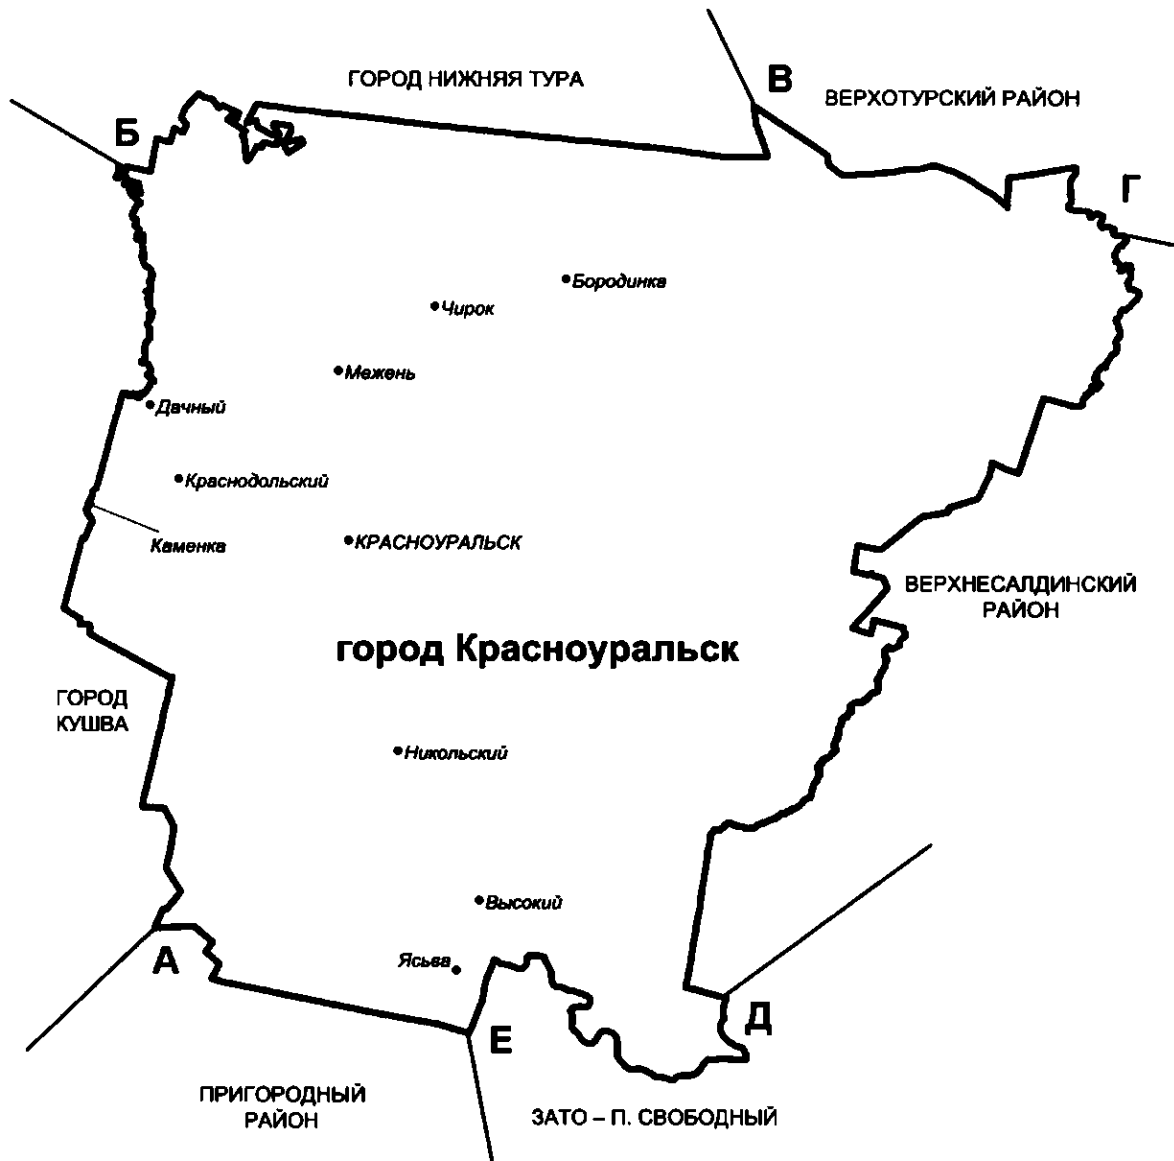 ГОРОД НИЖНЯЯ ТУРА
В
ВЕРХОТУРСКИЙ РАЙОН
Б
Г
Бородинка
Чирок
Межень
Дачный
Краснодольский
Каменка
КРАСНОУРАЛЬСК
ВЕРХНЕСАЛДИНСКИЙ
РАЙОН
город Красноуральск
ГОРОД
КУШВА
Никольский
Высокий
Ясьва
А
Д
Е
ПРИГОРОДНЫЙ
РАЙОН
ЗАТО – П. СВОБОДНЫЙ